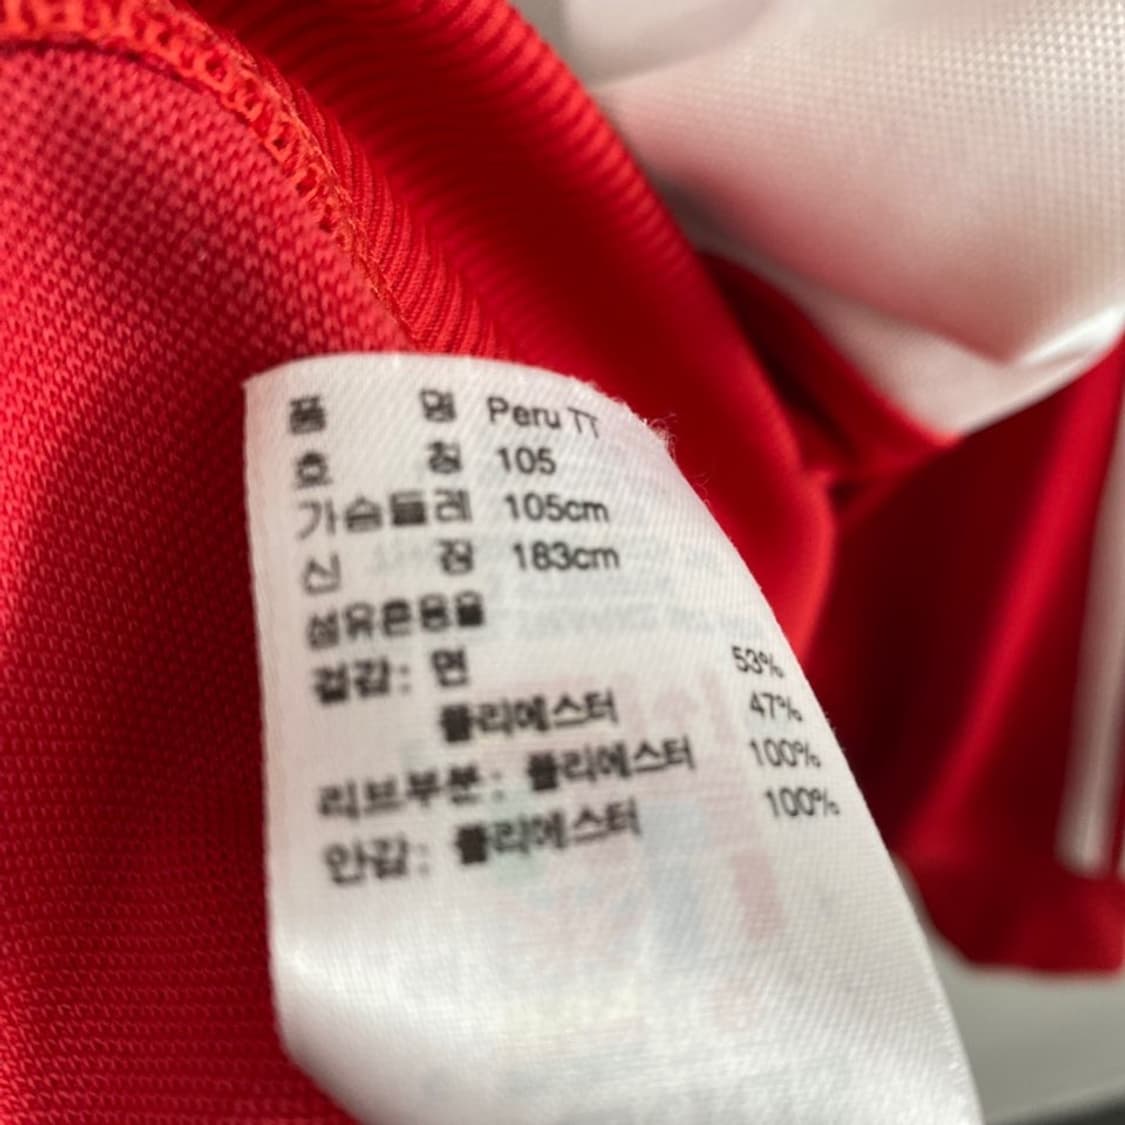 품 명 Peru TT
호 칭 105
가슴둘레 105cm
신 장 183cm
섬유혼용율
겉감: 면 53%
폴리에스터 47%
리브부분: 폴리에스터 100%
안감: 폴리에스터 100%